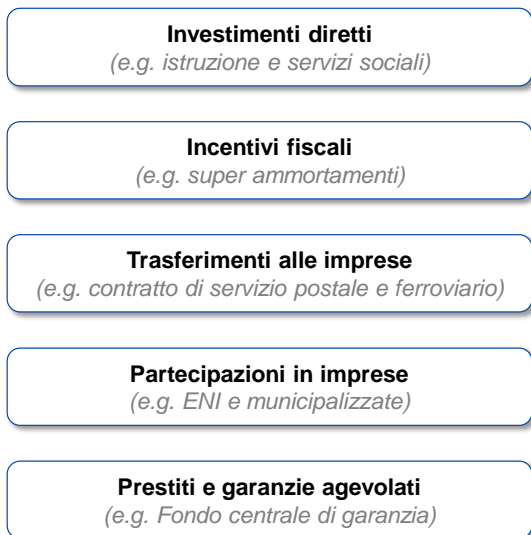 Investimenti diretti
(e.g. istruzione e servizi sociali)
Incentivi fiscali
(e.g. super ammortamenti)
Trasferimenti alle imprese
(e.g. contratto di servizio postale e ferroviario)
Partecipazioni in imprese
(e.g. ENI e municipalizzate)
Prestiti e garanzie agevolati
(e.g. Fondo centrale di garanzia)